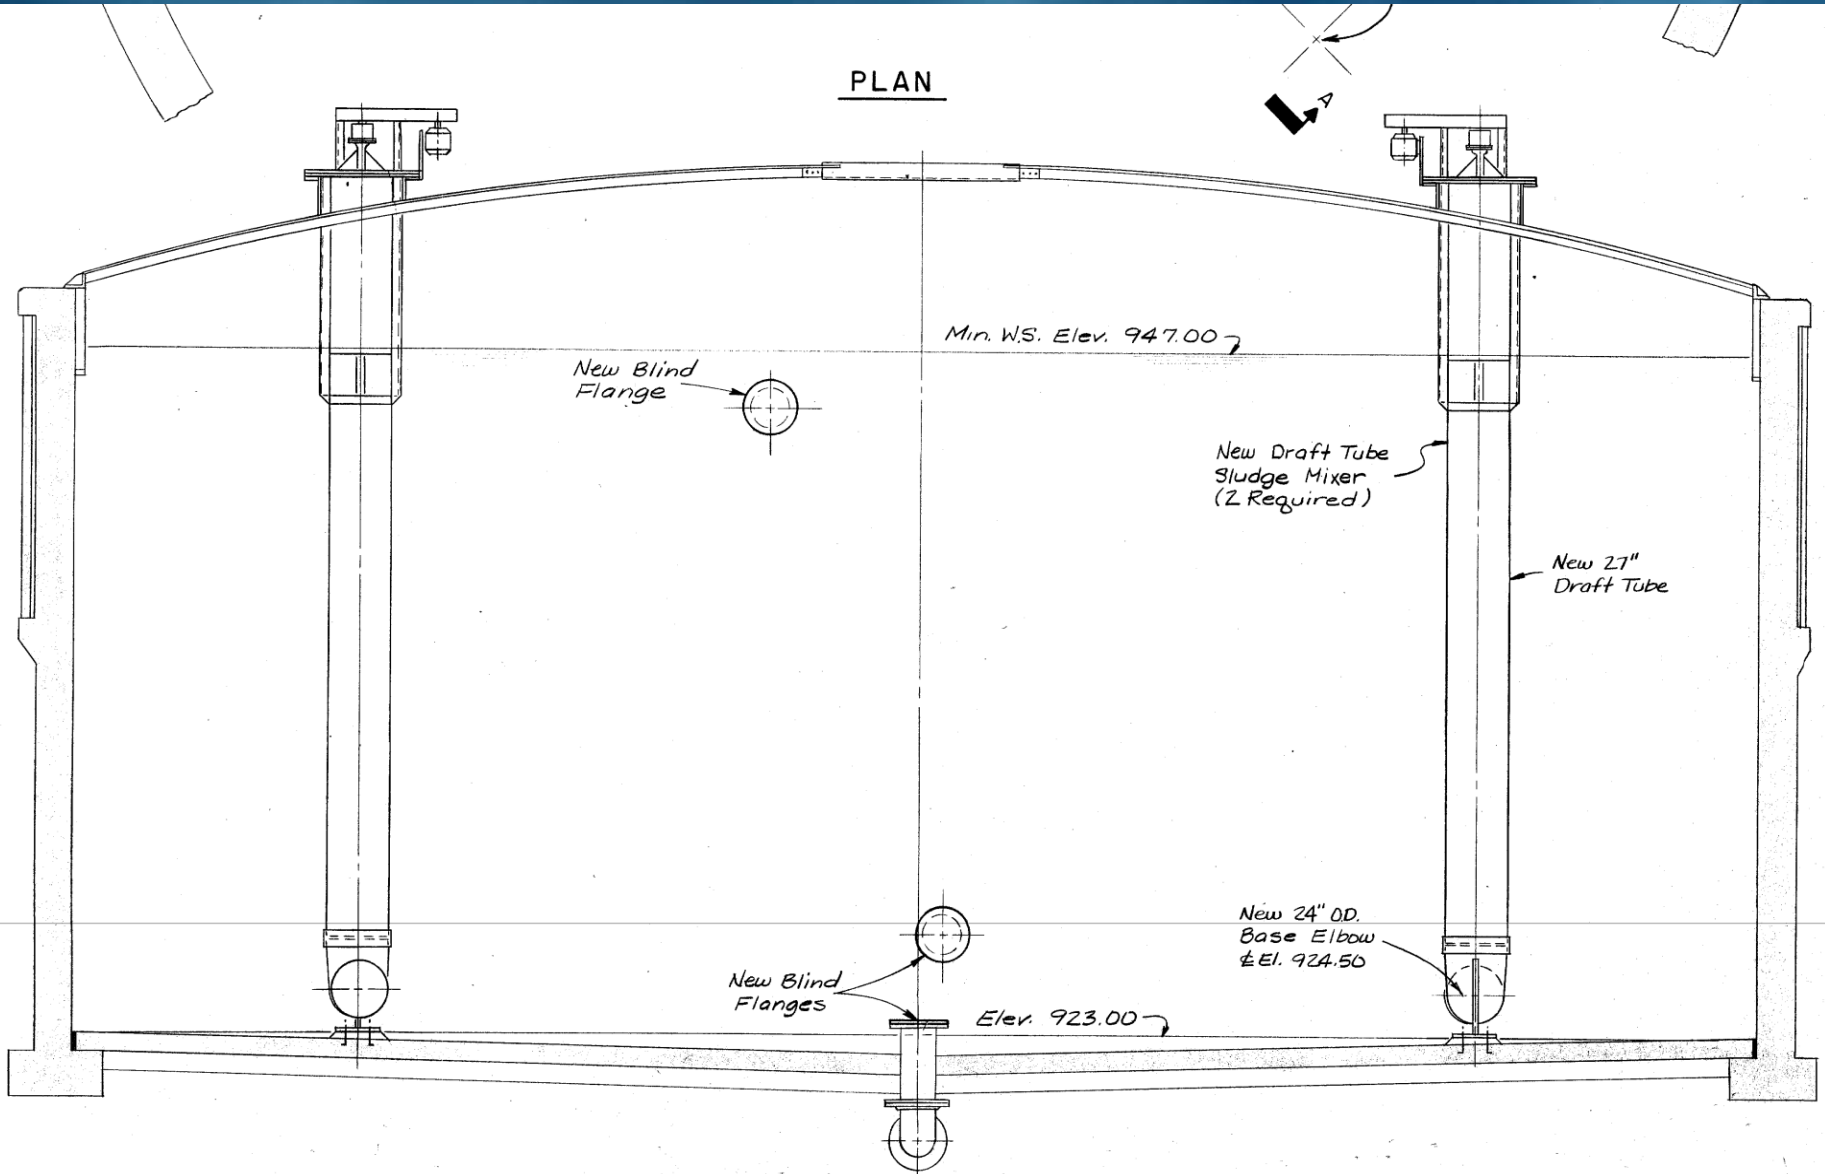 PLAN
A
Min. W.S. Elev. 947.00
New Blind
Flange
New Draft Tube
Sludge Mixer
(2 Required)
New 27"
Draft Tube
New 24" O.D.
Base Elbow
℄ El. 924.50
New Blind
Flanges
Elev. 923.00